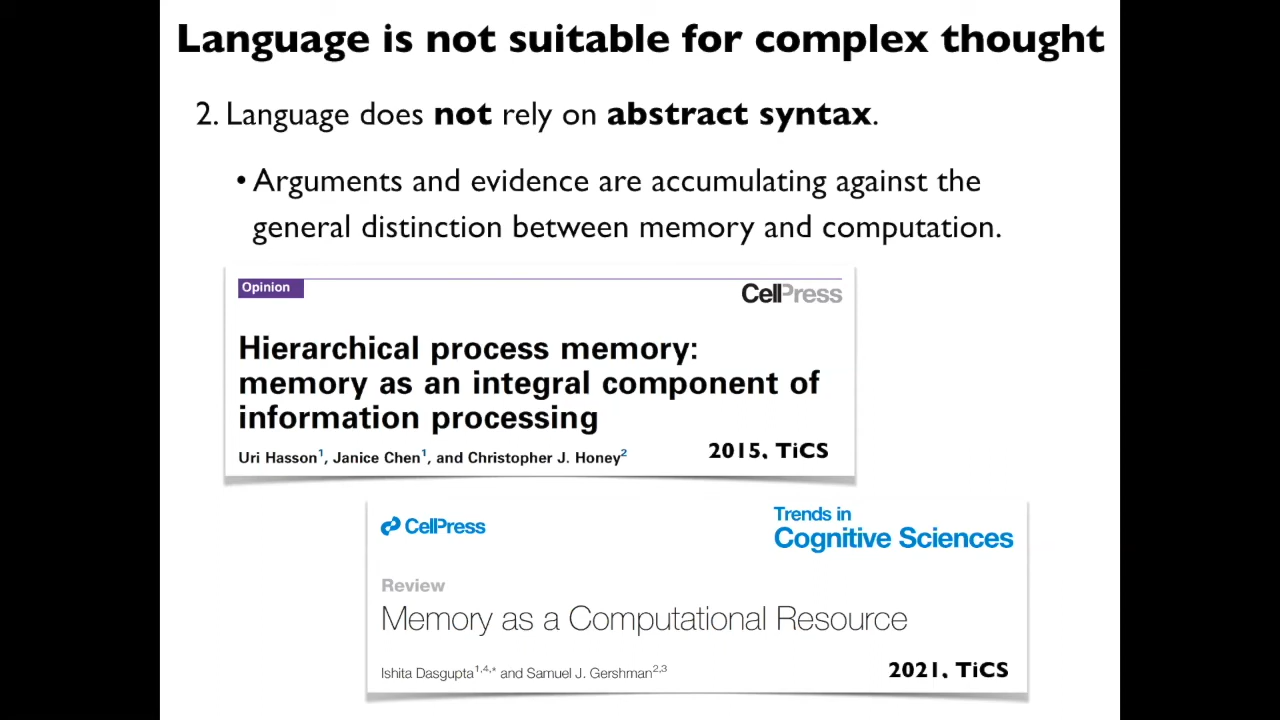 Language is not suitable for complex thought
2. Language does not rely on abstract syntax.
• Arguments and evidence are accumulating against the
general distinction between memory and computation.
Opinion
CellPress
Hierarchical process memory:
memory as an integral component of
information processing
Uri Hasson1, Janice Chen1, and Christopher J. Honey2
2015, TiCS
CellPress
Trends in
Cognitive Sciences
Review
Memory as a Computational Resource
Ishita Dasgupta1,4,* and Samuel J. Gershman2,3
2021, TiCS